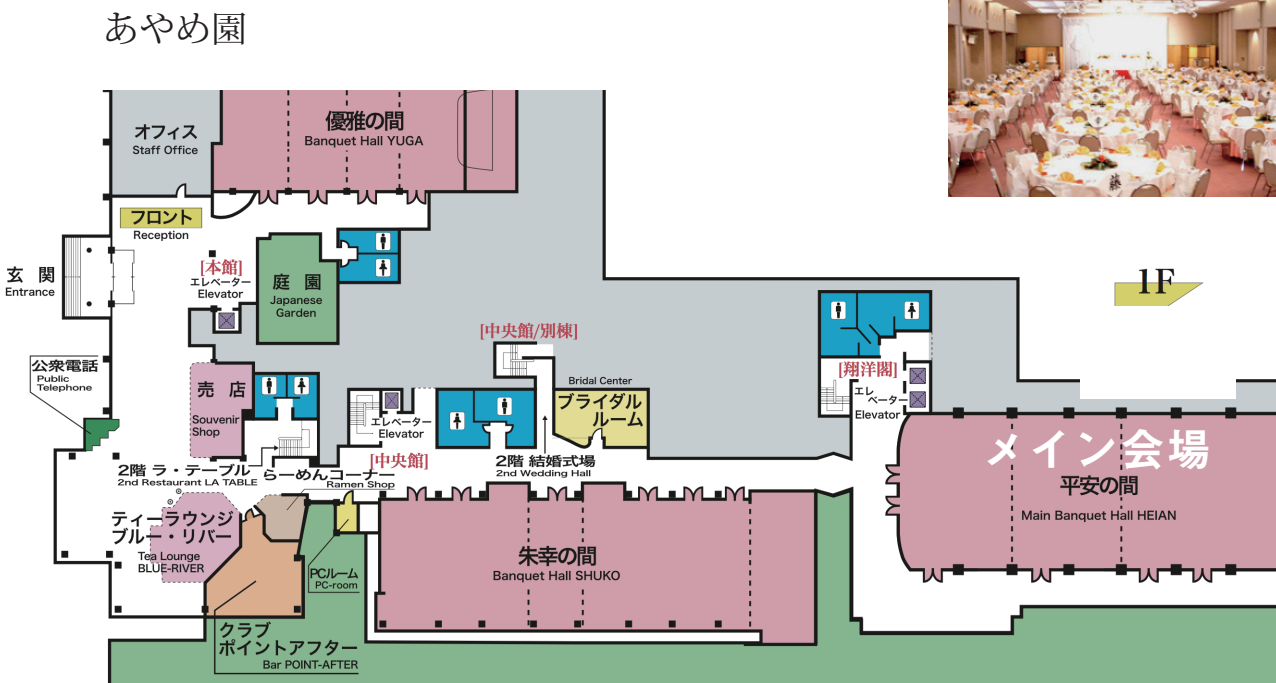 あやめ園
オフィス
Staff Office
優雅の間
Banquet Hall YUGA
フロント
Reception
玄 関
Entrance
[本館]
エレベーター
Elevator
庭 園
Japanese
Garden
1F
公衆電話
Public
Telephone
売 店
Souvenir
Shop
エレベーター
Elevator
[中央館]
[中央館/別棟]
Bridal Center
ブライダル
ルーム
[翔洋閣]
エレ
ベーター
Elevator
2階 ラ・テーブル
2nd Restaurant LA TABLE
らーめんコーナー
Ramen Shop
2階 結婚式場
2nd Wedding Hall
メイン会場
平安の間
Main Banquet Hall HEIAN
ティーラウンジ
ブルー・リバー
Tea Lounge
BLUE-RIVER
PCルーム
PC-room
朱幸の間
Banquet Hall SHUKO
クラブ
ポイントアフター
Bar POINT-AFTER